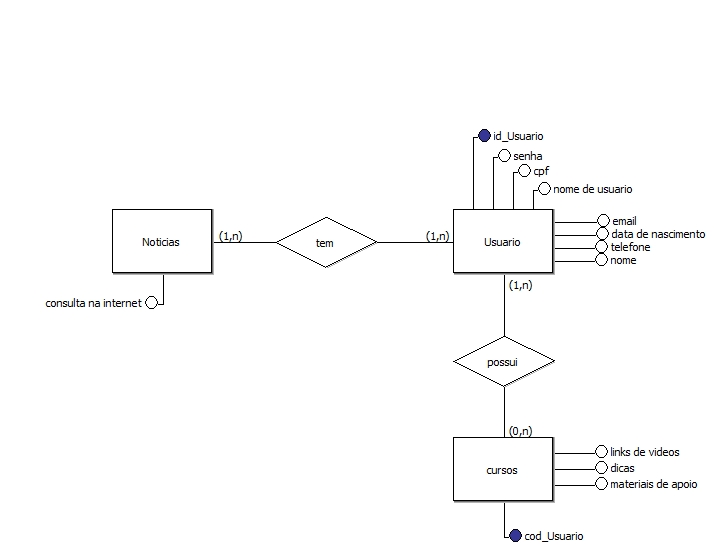 id_Usuario
senha
cpf
nome de usuario
Noticias
(1,n)
tem
(1,n)
Usuario
email
data de nascimento
telefone
nome
consulta na internet
(1,n)
possui
(0,n)
cursos
links de videos
dicas
materiais de apoio
cod_Usuario